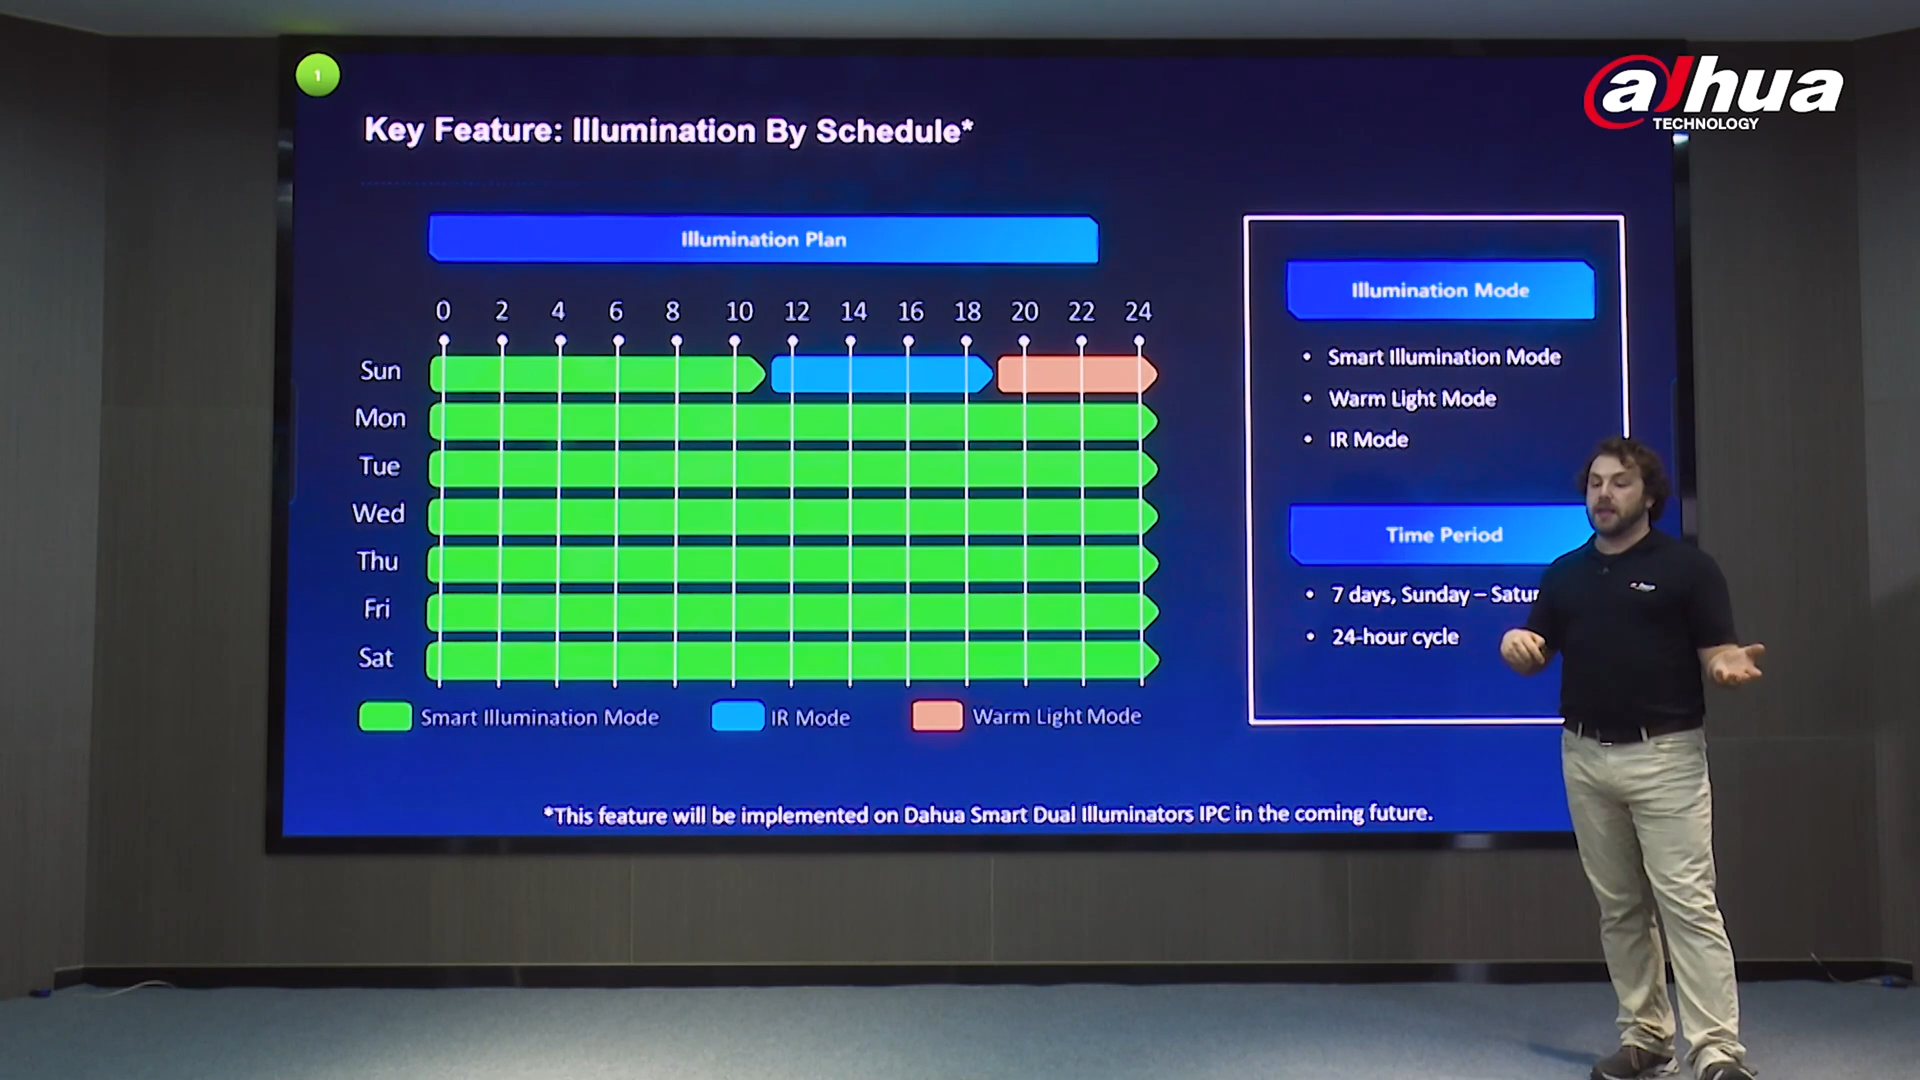 1
alhua
TECHNOLOGY
Key Feature: Illumination By Schedule*
Illumination Plan
0 2 4 6 8 10 12 14 16 18 20 22 24
Sun
Mon
Tue
Wed
Thu
Fri
Sat
Smart Illumination Mode IR Mode Warm Light Mode
Illumination Mode
• Smart Illumination Mode
• Warm Light Mode
• IR Mode
Time Period
• 7 days, Sunday – Satur
• 24-hour cycle
*This feature will be implemented on Dahua Smart Dual Illuminators IPC in the coming future.